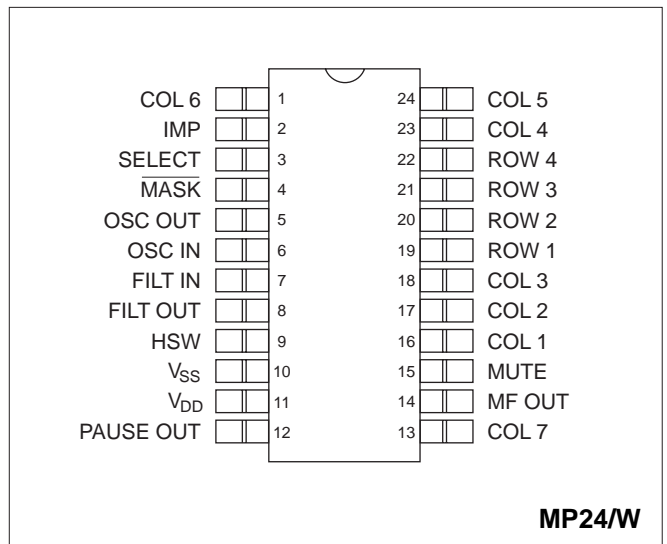 COL 6 1 24 COL 5
IMP 2 23 COL 4
SELECT 3 22 ROW 4
MASK 4 21 ROW 3
OSC OUT 5 20 ROW 2
OSC IN 6 19 ROW 1
FILT IN 7 18 COL 3
FILT OUT 8 17 COL 2
HSW 9 16 COL 1
VSS 10 15 MUTE
VDD 11 14 MF OUT
PAUSE OUT 12 13 COL 7
MP24/W